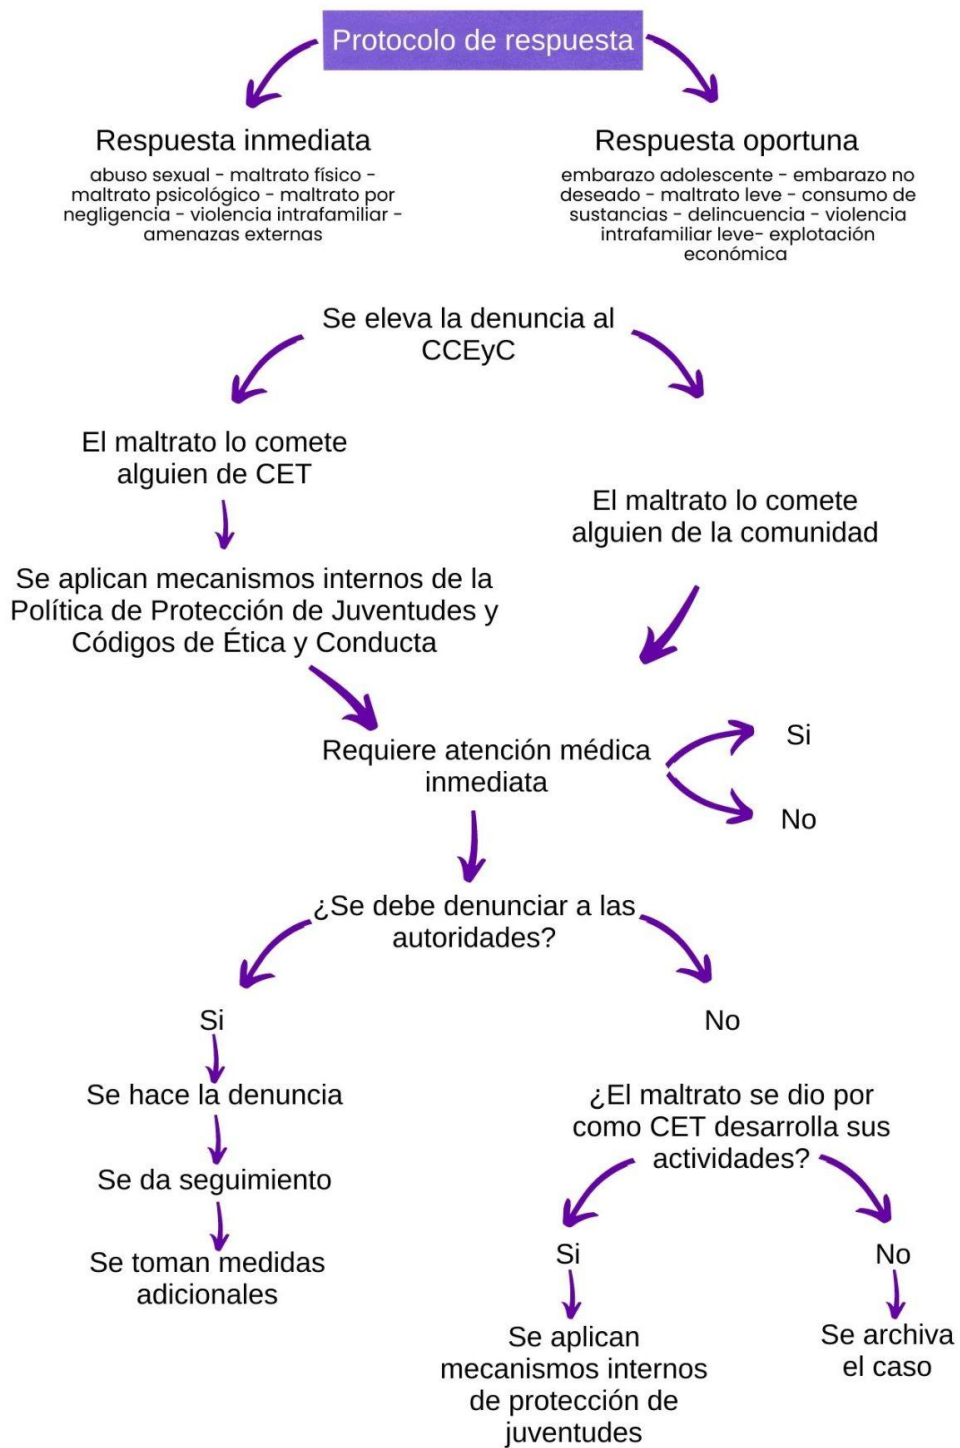 Protocolo de respuesta
Respuesta inmediata
abuso sexual - maltrato físico -
maltrato psicológico - maltrato por
negligencia - violencia intrafamiliar -
amenazas externas
Respuesta oportuna
embarazo adolescente - embarazo no
deseado - maltrato leve - consumo de
sustancias - delincuencia - violencia
intrafamiliar leve- explotación
económica
Se eleva la denuncia al
CCEyC
El maltrato lo comete
alguien de CET
El maltrato lo comete
alguien de la comunidad
Se aplican mecanismos internos de la
Política de Protección de Juventudes y
Códigos de Ética y Conducta
Requiere atención médica
inmediata
Si
No
¿Se debe denunciar a las
autoridades?
Si
No
Se hace la denuncia
Se da seguimiento
Se toman medidas
adicionales
¿El maltrato se dio por
como CET desarrolla sus
actividades?
Si
No
Se aplican
mecanismos internos
de protección de
juventudes
Se archiva
el caso